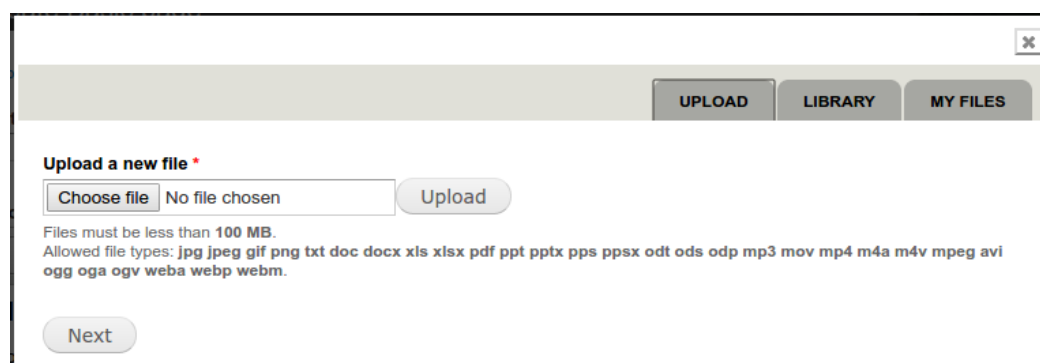 UPLOAD LIBRARY MY FILES
Upload a new file *
Choose file No file chosen Upload
Files must be less than 100 MB.
Allowed file types: jpg jpeg gif png txt doc docx xls xlsx pdf ppt pptx pps ppsx odt ods odp mp3 mov mp4 m4a m4v mpeg avi
ogg oga ogv weba webp webm.
Next